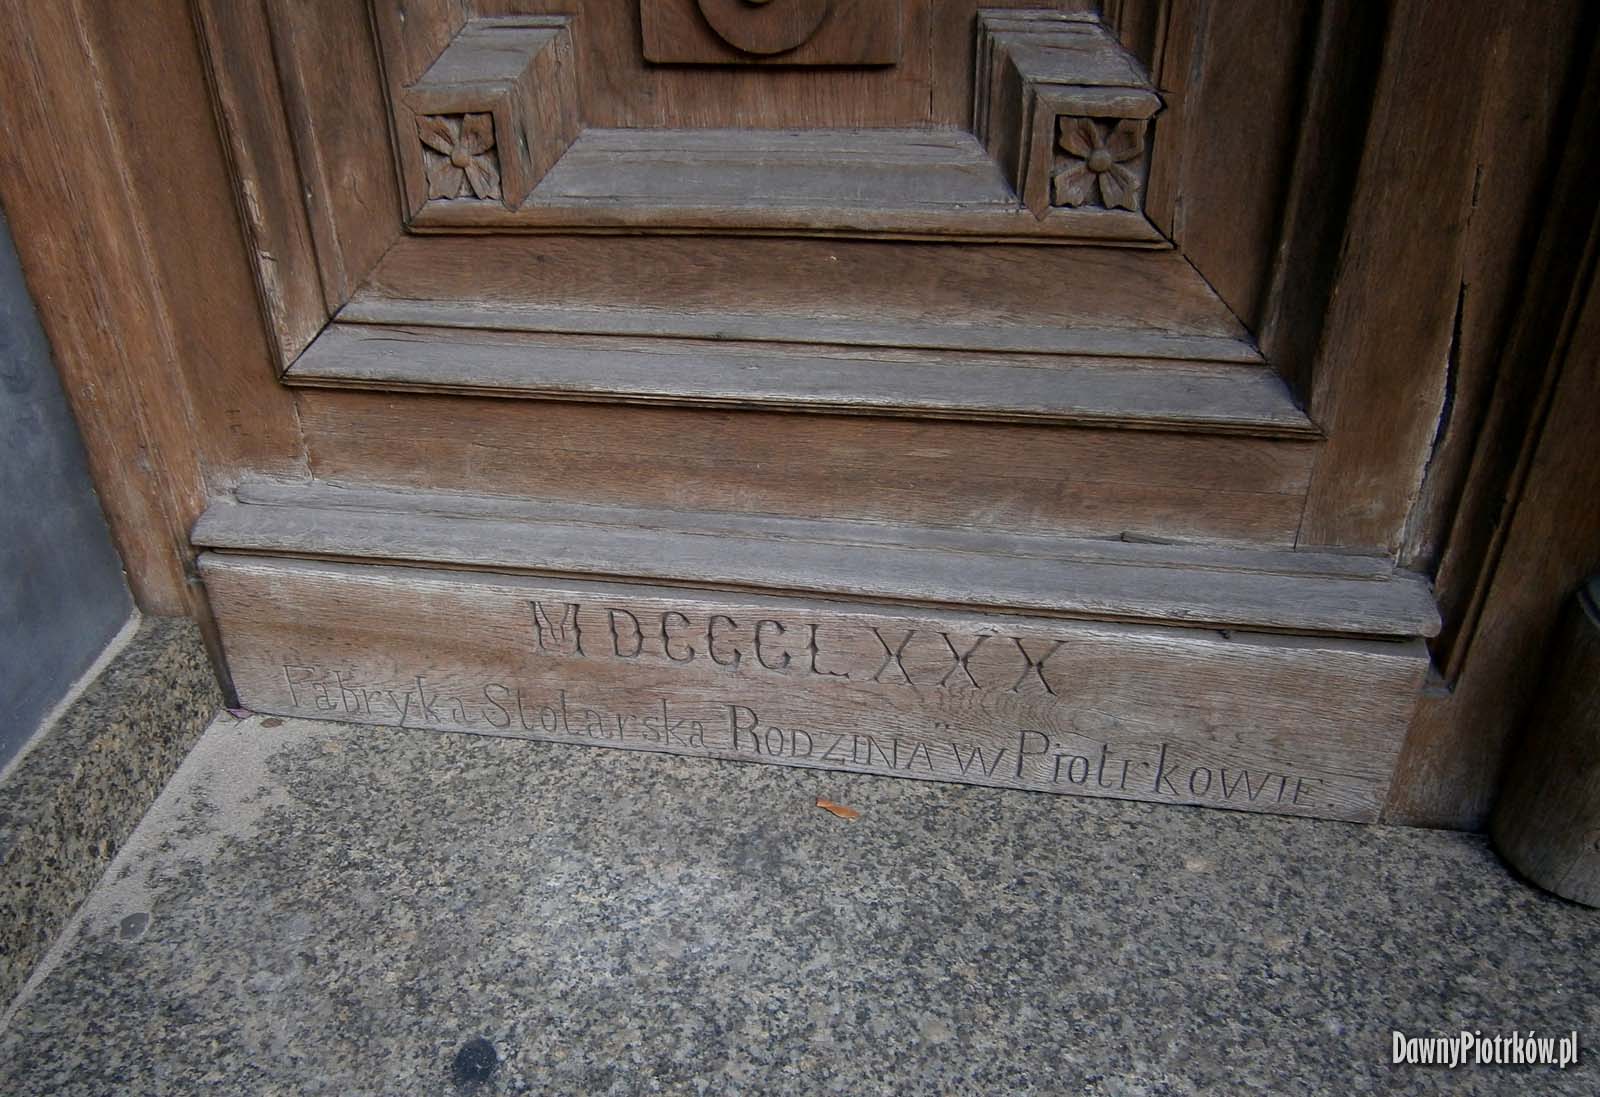 MDCCCLXXX
Fabryka Stolarska „RODZINA” w PiotrkOWIE.
DawnyPiotrków.pl